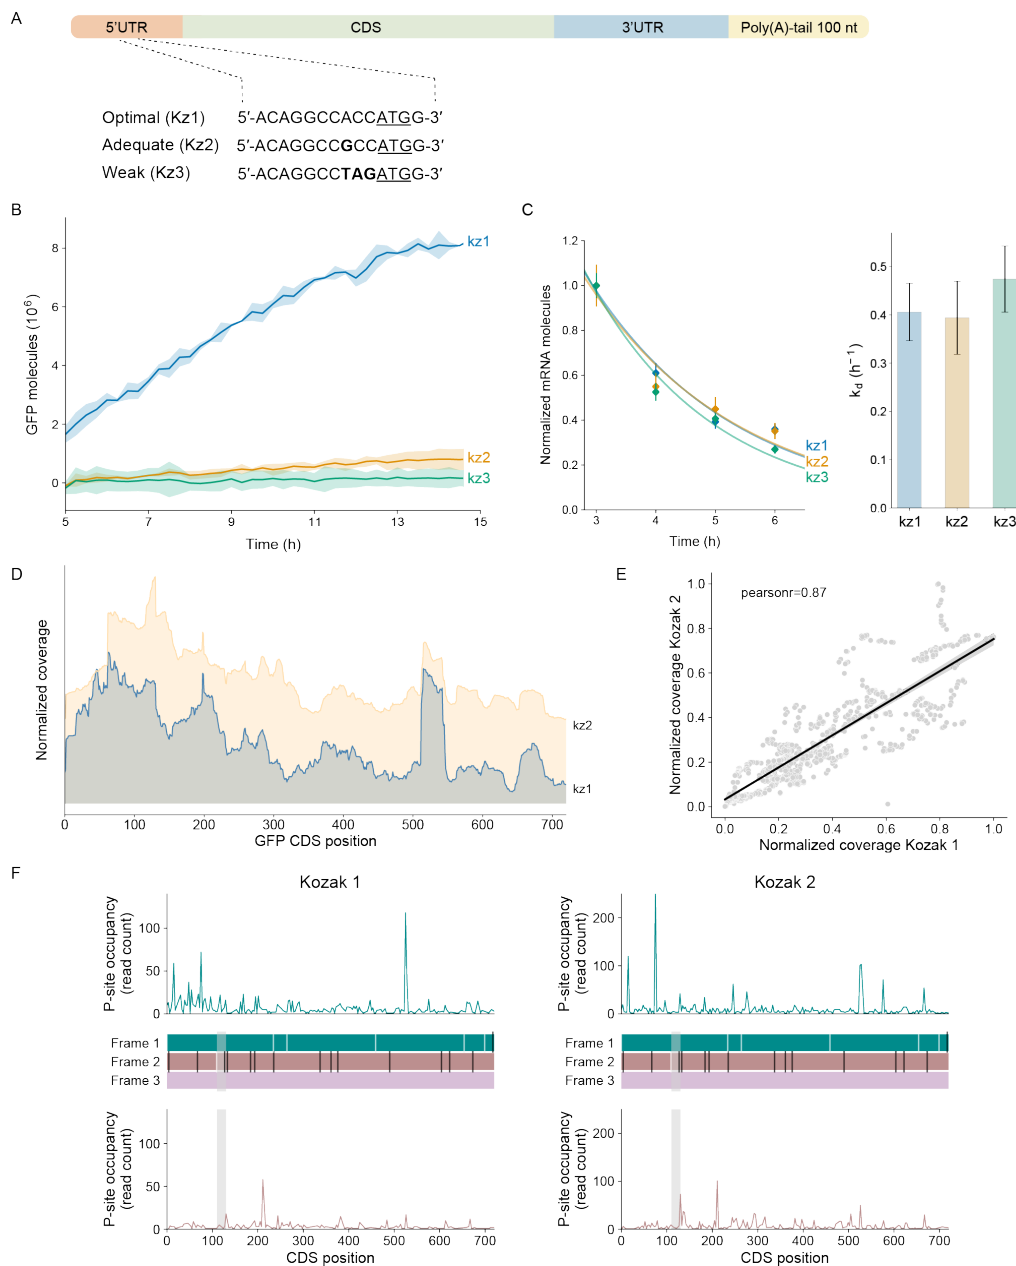 A
5’UTR CDS 3’UTR Poly(A)-tail 100 nt
Optimal (Kz1) 5′-ACAGGCCACCATGG-3′
Adequate (Kz2) 5′-ACAGGCCGCCATGG-3′
Weak (Kz3) 5′-ACAGGCCTAGATGG-3′
B
GFP molecules (10⁶)
8
6
4
2
0
kz1
kz2
kz3
5 7 9 11 13 15
Time (h)
C
Normalized mRNA molecules
1.2
1.0
0.8
0.6
0.4
0.2
0.0
kz1
kz2
kz3
3 4 5 6
Time (h)
k_d (h⁻¹)
0.5
0.4
0.3
0.2
0.1
0.0
kz1 kz2 kz3
D
Normalized coverage
kz2
kz1
0 100 200 300 400 500 600 700
GFP CDS position
E
pearsonr=0.87
Normalized coverage Kozak 2
1.0
0.8
0.6
0.4
0.2
0.0
0.0 0.2 0.4 0.6 0.8 1.0
Normalized coverage Kozak 1
F
Kozak 1
P-site occupancy
(read count)
100
50
0
Frame 1
Frame 2
Frame 3
P-site occupancy
(read count)
100
50
0
0 100 200 300 400 500 600 700
CDS position
Kozak 2
P-site occupancy
(read count)
200
100
0
Frame 1
Frame 2
Frame 3
P-site occupancy
(read count)
200
100
0
0 100 200 300 400 500 600 700
CDS position